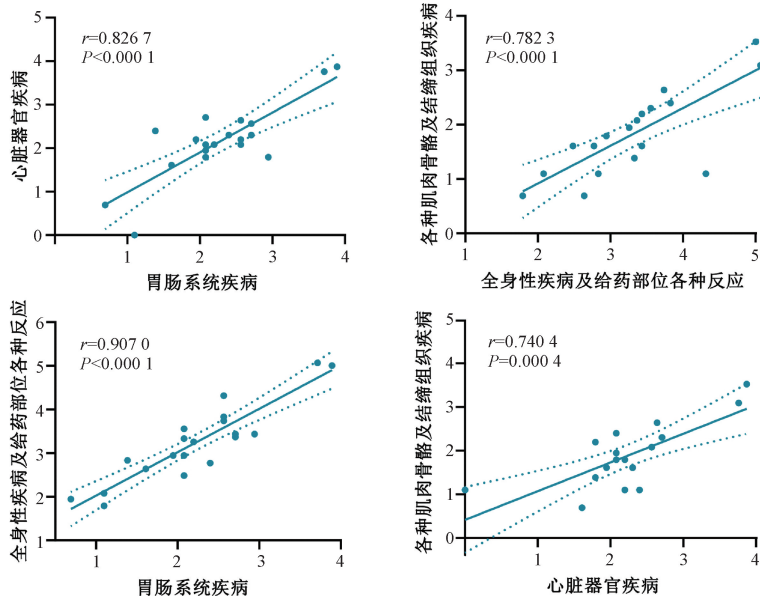 5
4
3
2
1
0
1
2
3
4
心脏器官疾病
胃肠系统疾病
r=0.826 7
P<0.000 1
4
3
2
1
0
1
2
3
4
5
各种肌肉骨骼及结缔组织疾病
全身性疾病及给药部位各种反应
r=0.782 3
P<0.000 1
6
5
4
3
2
1
1
2
3
4
全身性疾病及给药部位各种反应
胃肠系统疾病
r=0.907 0
P<0.000 1
5
4
3
2
1
0
1
2
3
4
各种肌肉骨骼及结缔组织疾病
心脏器官疾病
r=0.740 4
P=0.000 4